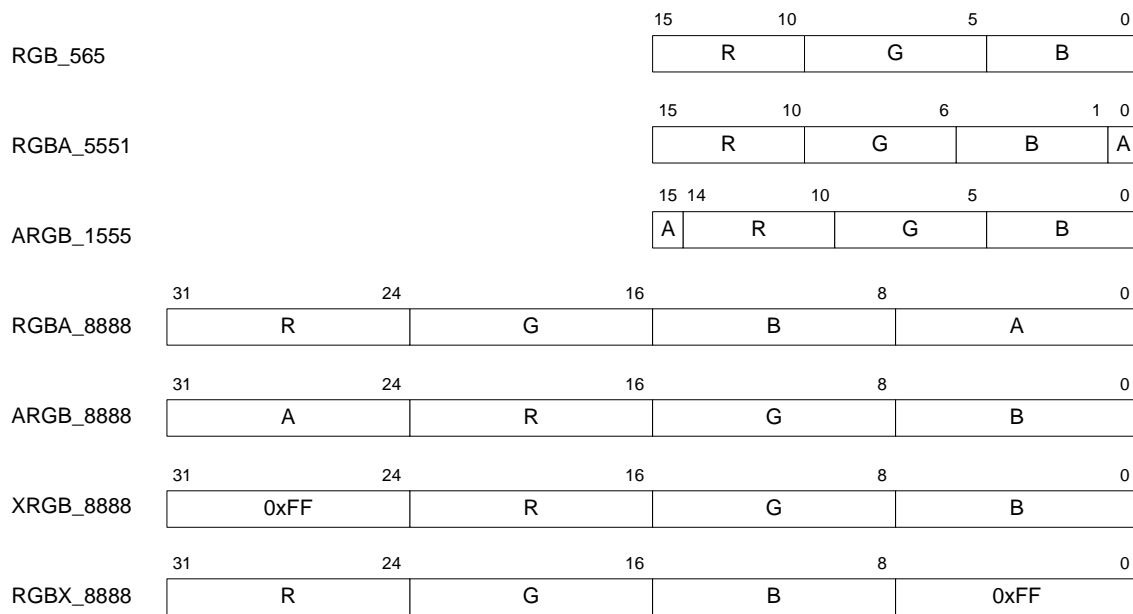 15 10 5 0
RGB_565 R G B
15 10 6 1 0
RGBA_5551 R G B A
15 14 10 5 0
ARGB_1555 A R G B
31 24 16 8 0
RGBA_8888 R G B A
31 24 16 8 0
ARGB_8888 A R G B
31 24 16 8 0
XRGB_8888 0xFF R G B
31 24 16 8 0
RGBX_8888 R G B 0xFF